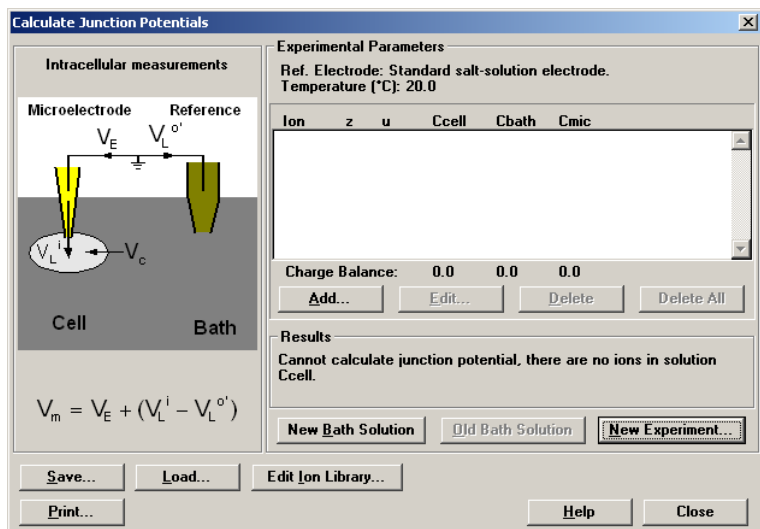 Calculate Junction Potentials
Intracellular measurements
Microelectrode Reference
V_E V_L^o'
V_L^i V_c
Cell Bath
V_m = V_E + (V_L^i − V_L^o')
Experimental Parameters
Ref. Electrode: Standard salt-solution electrode.
Temperature (°C): 20.0
Ion z u Ccell Cbath Cmic
Charge Balance: 0.0 0.0 0.0
Add... Edit... Delete Delete All
Results
Cannot calculate junction potential, there are no ions in solution
Ccell.
New Bath Solution Old Bath Solution New Experiment...
Save... Load... Edit Ion Library...
Print... Help Close